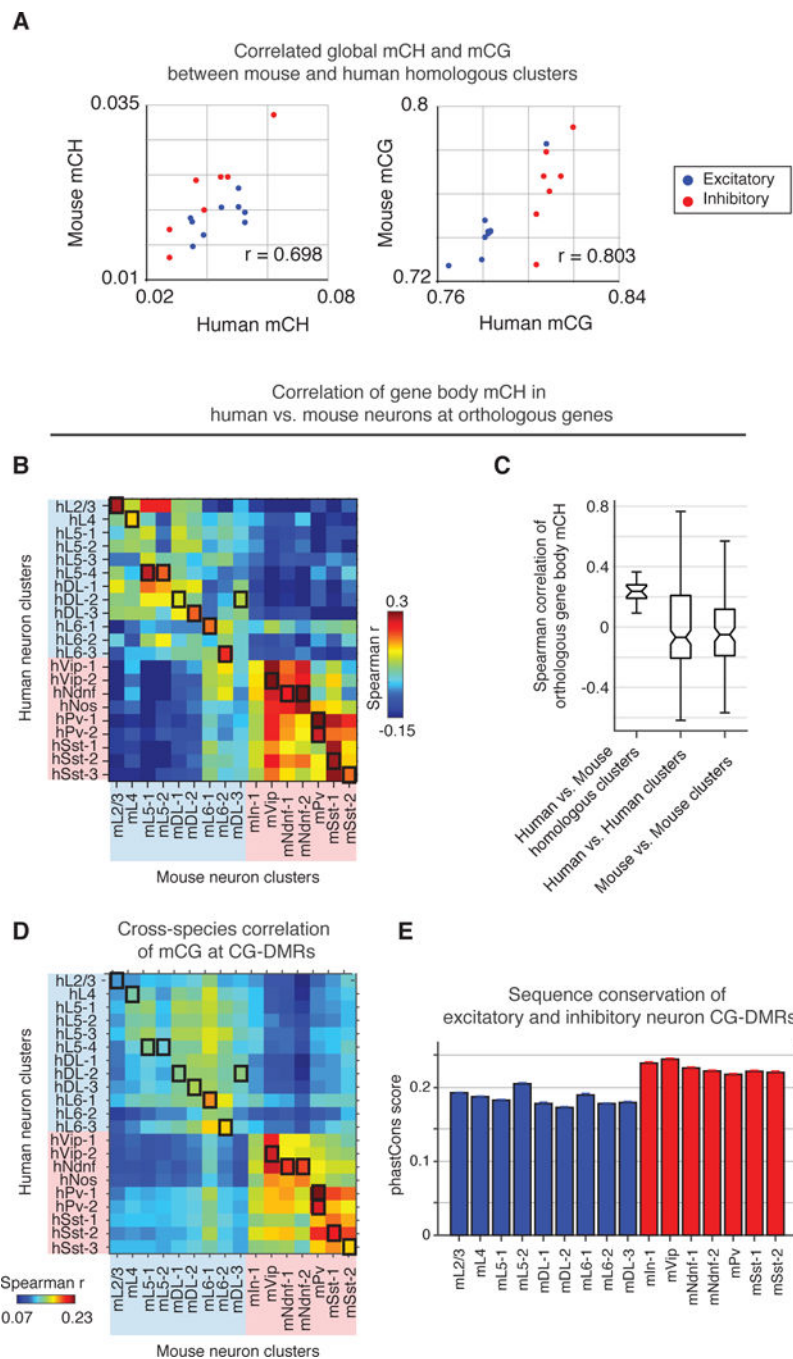 A
Correlated global mCH and mCG
between mouse and human homologous clusters
0.035
Mouse mCH
0.01
r = 0.698
0.02
0.08
Human mCH
0.8
Mouse mCG
0.72
r = 0.803
0.76
0.84
Human mCG
Excitatory
Inhibitory
Correlation of gene body mCH in
human vs. mouse neurons at orthologous genes
B
Human neuron clusters
hL2/3
hL4
hL5-1
hL5-2
hL5-3
hL5-4
hDL-1
hDL-2
hDL-3
hL6-1
hL6-2
hL6-3
hVip-1
hVip-2
hNdnf
hNos
hPv-1
hPv-2
hSst-1
hSst-2
hSst-3
mL2/3
mL4
mL5-1
mL5-2
mDL-1
mDL-2
mL6-1
mL6-2
mDL-3
mIn-1
mVip
mNdnf-1
mNdnf-2
mPv
mSst-1
mSst-2
Mouse neuron clusters
0.3
Spearman r
-0.15
C
Spearman correlation of
orthologous gene body mCH
0.8
0.4
0
-0.4
Human vs. Mouse
homologous clusters
Human vs. Human clusters
Mouse vs. Mouse clusters
D
Cross-species correlation
of mCG at CG-DMRs
Human neuron clusters
hL2/3
hL4
hL5-1
hL5-2
hL5-3
hL5-4
hDL-1
hDL-2
hDL-3
hL6-1
hL6-2
hL6-3
hVip-1
hVip-2
hNdnf
hNos
hPv-1
hPv-2
hSst-1
hSst-2
hSst-3
Spearman r
0.07
0.23
mL2/3
mL4
mL5-1
mL5-2
mDL-1
mDL-2
mL6-1
mL6-2
mDL-3
mIn-1
mVip
mNdnf-1
mNdnf-2
mPv
mSst-1
mSst-2
Mouse neuron clusters
E
Sequence conservation of
excitatory and inhibitory neuron CG-DMRs
phastCons score
0.2
0.1
0
mL2/3
mL4
mL5-1
mL5-2
mDL-1
mDL-2
mL6-1
mL6-2
mDL-3
mIn-1
mVip
mNdnf-1
mNdnf-2
mPv
mSst-1
mSst-2